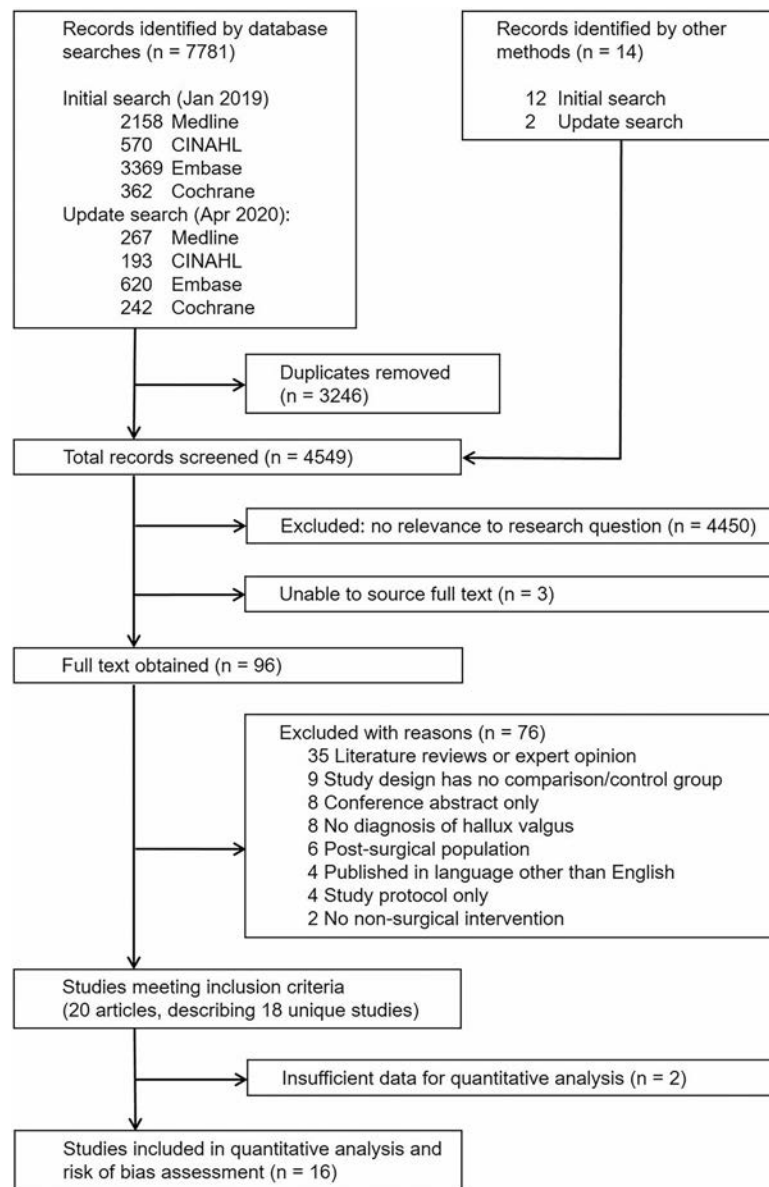 Records identified by database
searches (n = 7781)
Initial search (Jan 2019)
2158 Medline
570 CINAHL
3369 Embase
362 Cochrane
Update search (Apr 2020):
267 Medline
193 CINAHL
620 Embase
242 Cochrane
Records identified by other
methods (n = 14)
12 Initial search
2 Update search
Duplicates removed
(n = 3246)
Total records screened (n = 4549)
Excluded: no relevance to research question (n = 4450)
Unable to source full text (n = 3)
Full text obtained (n = 96)
Excluded with reasons (n = 76)
35 Literature reviews or expert opinion
9 Study design has no comparison/control group
8 Conference abstract only
8 No diagnosis of hallux valgus
6 Post-surgical population
4 Published in language other than English
4 Study protocol only
2 No non-surgical intervention
Studies meeting inclusion criteria
(20 articles, describing 18 unique studies)
Insufficient data for quantitative analysis (n = 2)
Studies included in quantitative analysis and
risk of bias assessment (n = 16)